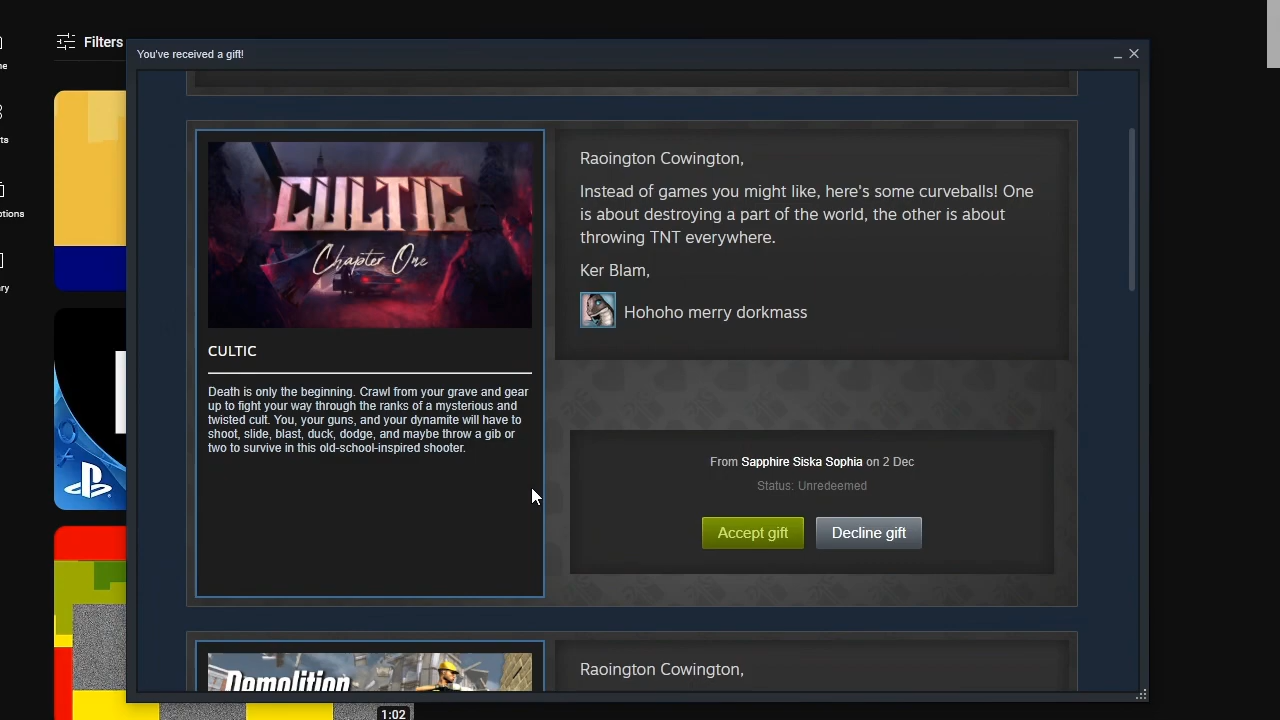 Filters
You've received a gift!
ne
ts
otions
ry
CULTIC
Chapter One
CULTIC
Death is only the beginning. Crawl from your grave and gear
up to fight your way through the ranks of a mysterious and
twisted cult. You, your guns, and your dynamite will have to
shoot, slide, blast, duck, dodge, and maybe throw a gib or
two to survive in this old-school-inspired shooter.
Raoington Cowington,
Instead of games you might like, here's some curveballs! One
is about destroying a part of the world, the other is about
throwing TNT everywhere.
Ker Blam,
Hohoho merry dorkmass
From Sapphire Siska Sophia on 2 Dec
Status: Unredeemed
Accept gift
Decline gift
Demolition
Raoington Cowington,
1:02